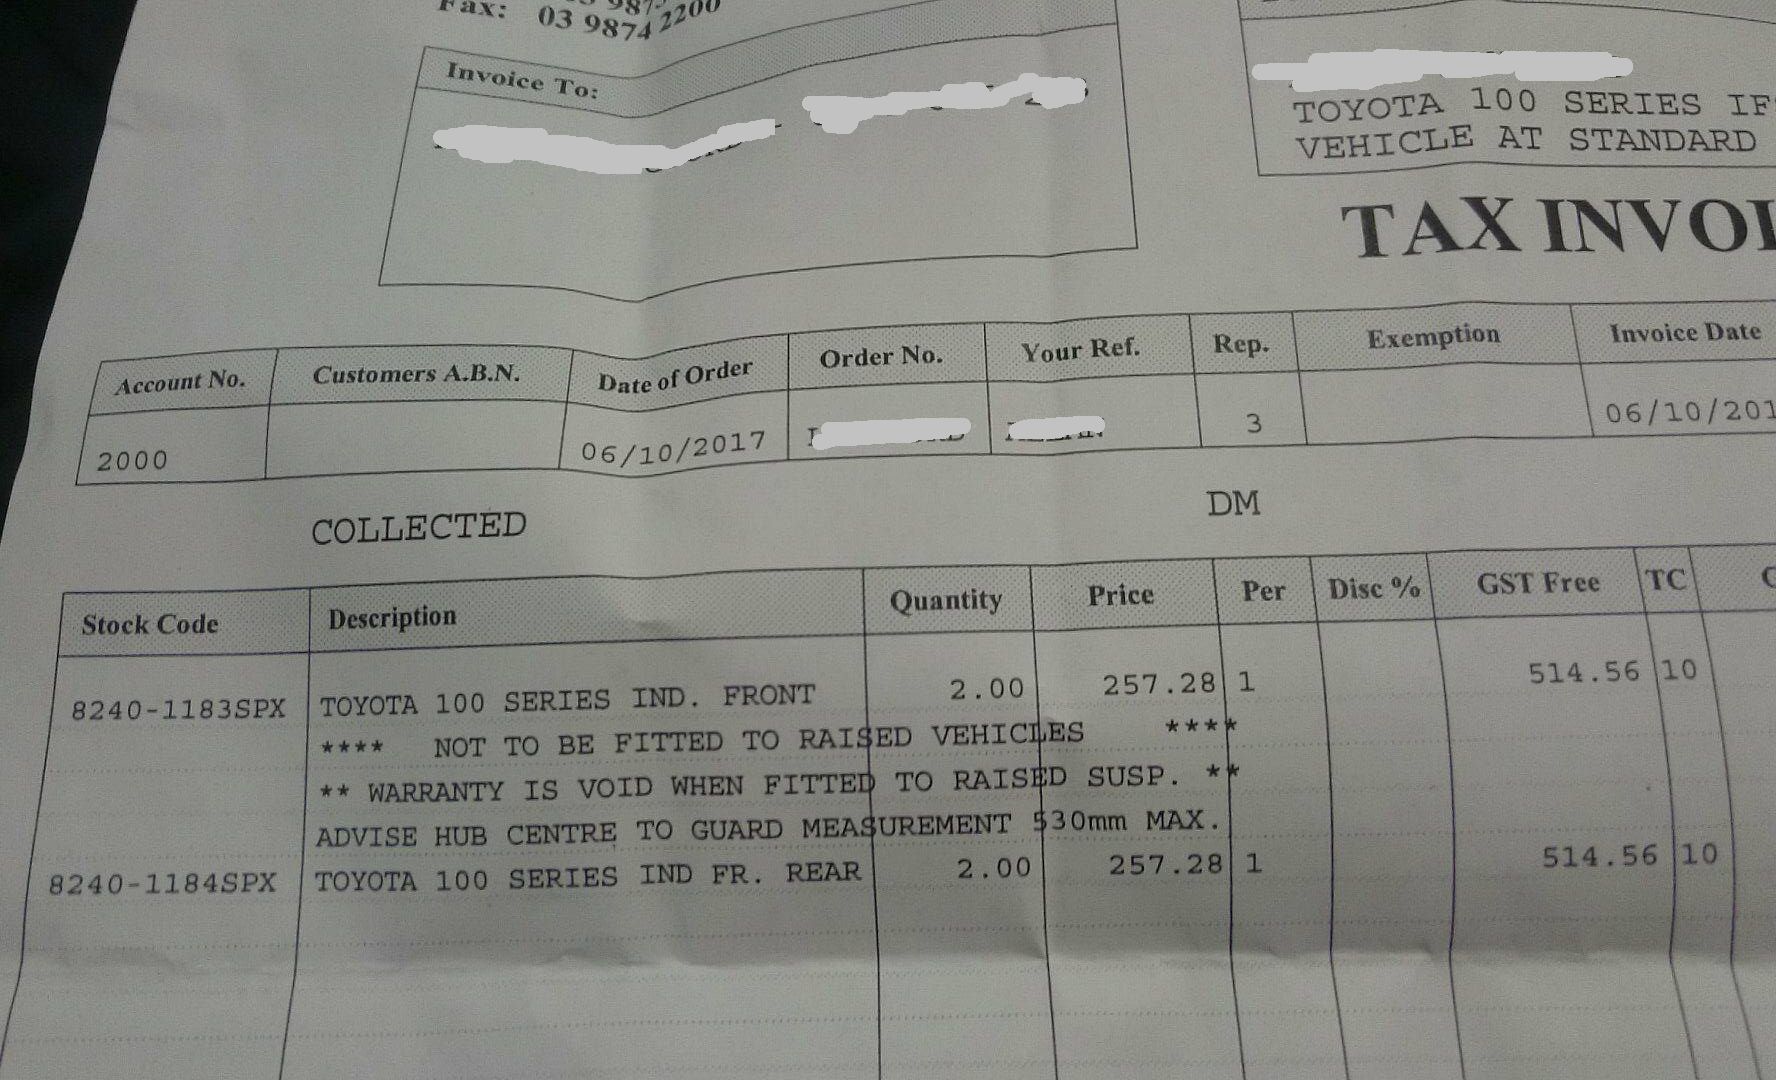 Fax: 03 9874 2200
Invoice To:
TOYOTA 100 SERIES
VEHICLE AT STANDARD
TAX
Account No. Customers A.B.N. Date of Order Order No. Your Ref. Rep. Exemption Invoice Date
2000 06/10/2017 3 06/10/201
COLLECTED DM
Stock Code Description Quantity Price Per Disc % GST Free TC
8240-1183SPX TOYOTA 100 SERIES IND. FRONT 2.00 257.28 1 514.56 10
**** NOT TO BE FITTED TO RAISED VEHICLES ****
** WARRANTY IS VOID WHEN FITTED TO RAISED SUSP. **
ADVISE HUB CENTRE TO GUARD MEASUREMENT 530mm MAX.
8240-1184SPX TOYOTA 100 SERIES IND FR. REAR 2.00 257.28 1 514.56 10